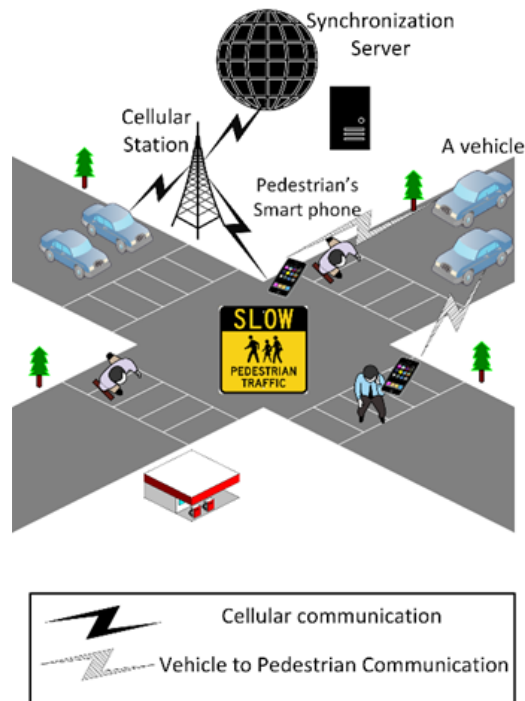 Synchronization
Server
Cellular
Station
A vehicle
Pedestrian's
Smart phone
SLOW
PEDESTRIAN
TRAFFIC
Cellular communication
Vehicle to Pedestrian Communication